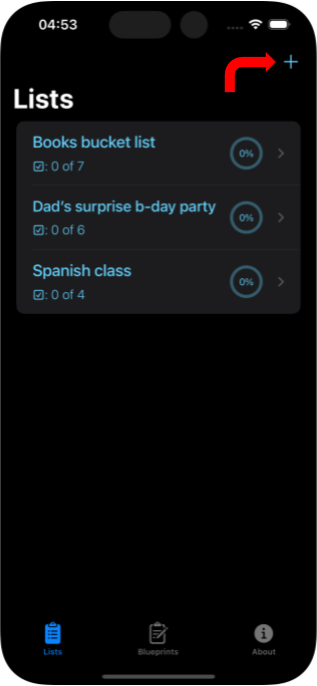 04:53
Lists
Books bucket list
0%
: 0 of 7
Dad's surprise b-day party
0%
: 0 of 6
Spanish class
0%
: 0 of 4
Lists
Blueprints
About